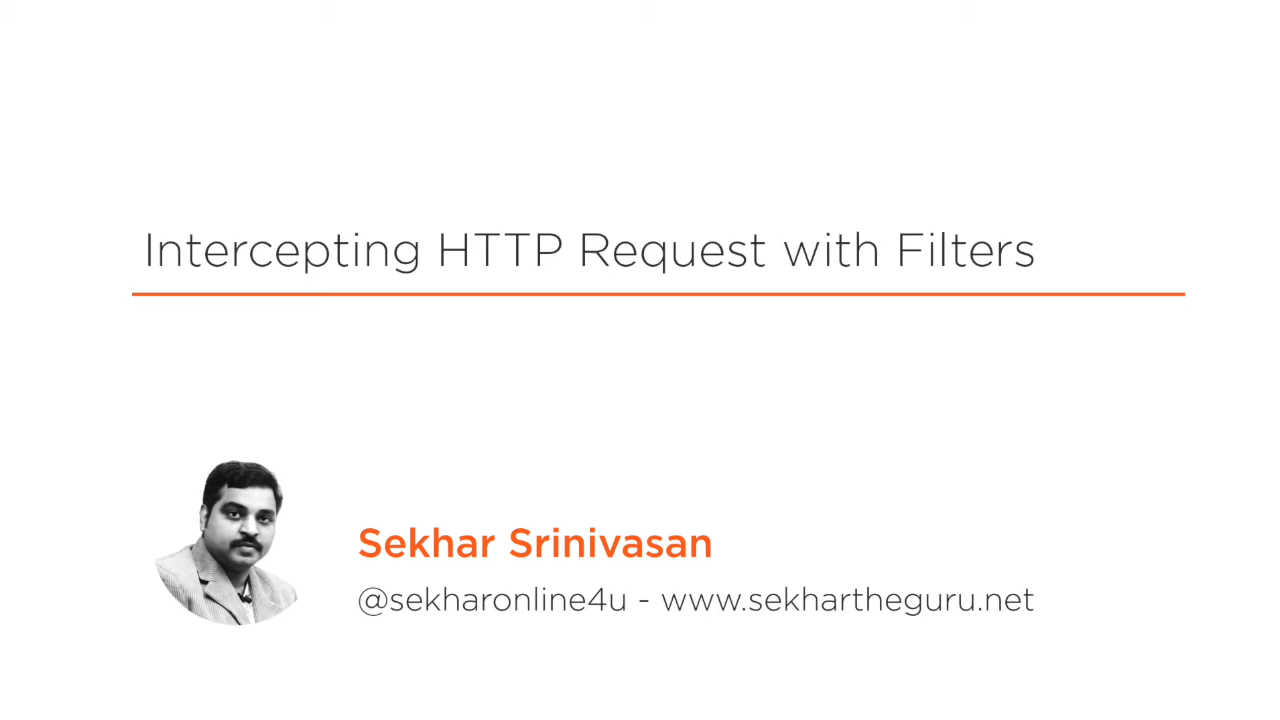 Intercepting HTTP Request with Filters
Sekhar Srinivasan
@sekharonline4u - www.sekhartheguru.net